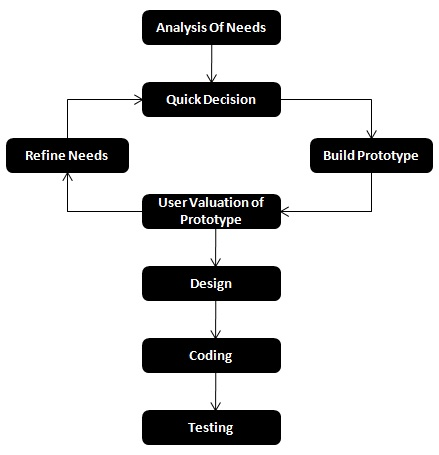 Analysis Of Needs
Quick Decision
Refine Needs
Build Prototype
User Valuation of
Prototype
Design
Coding
Testing